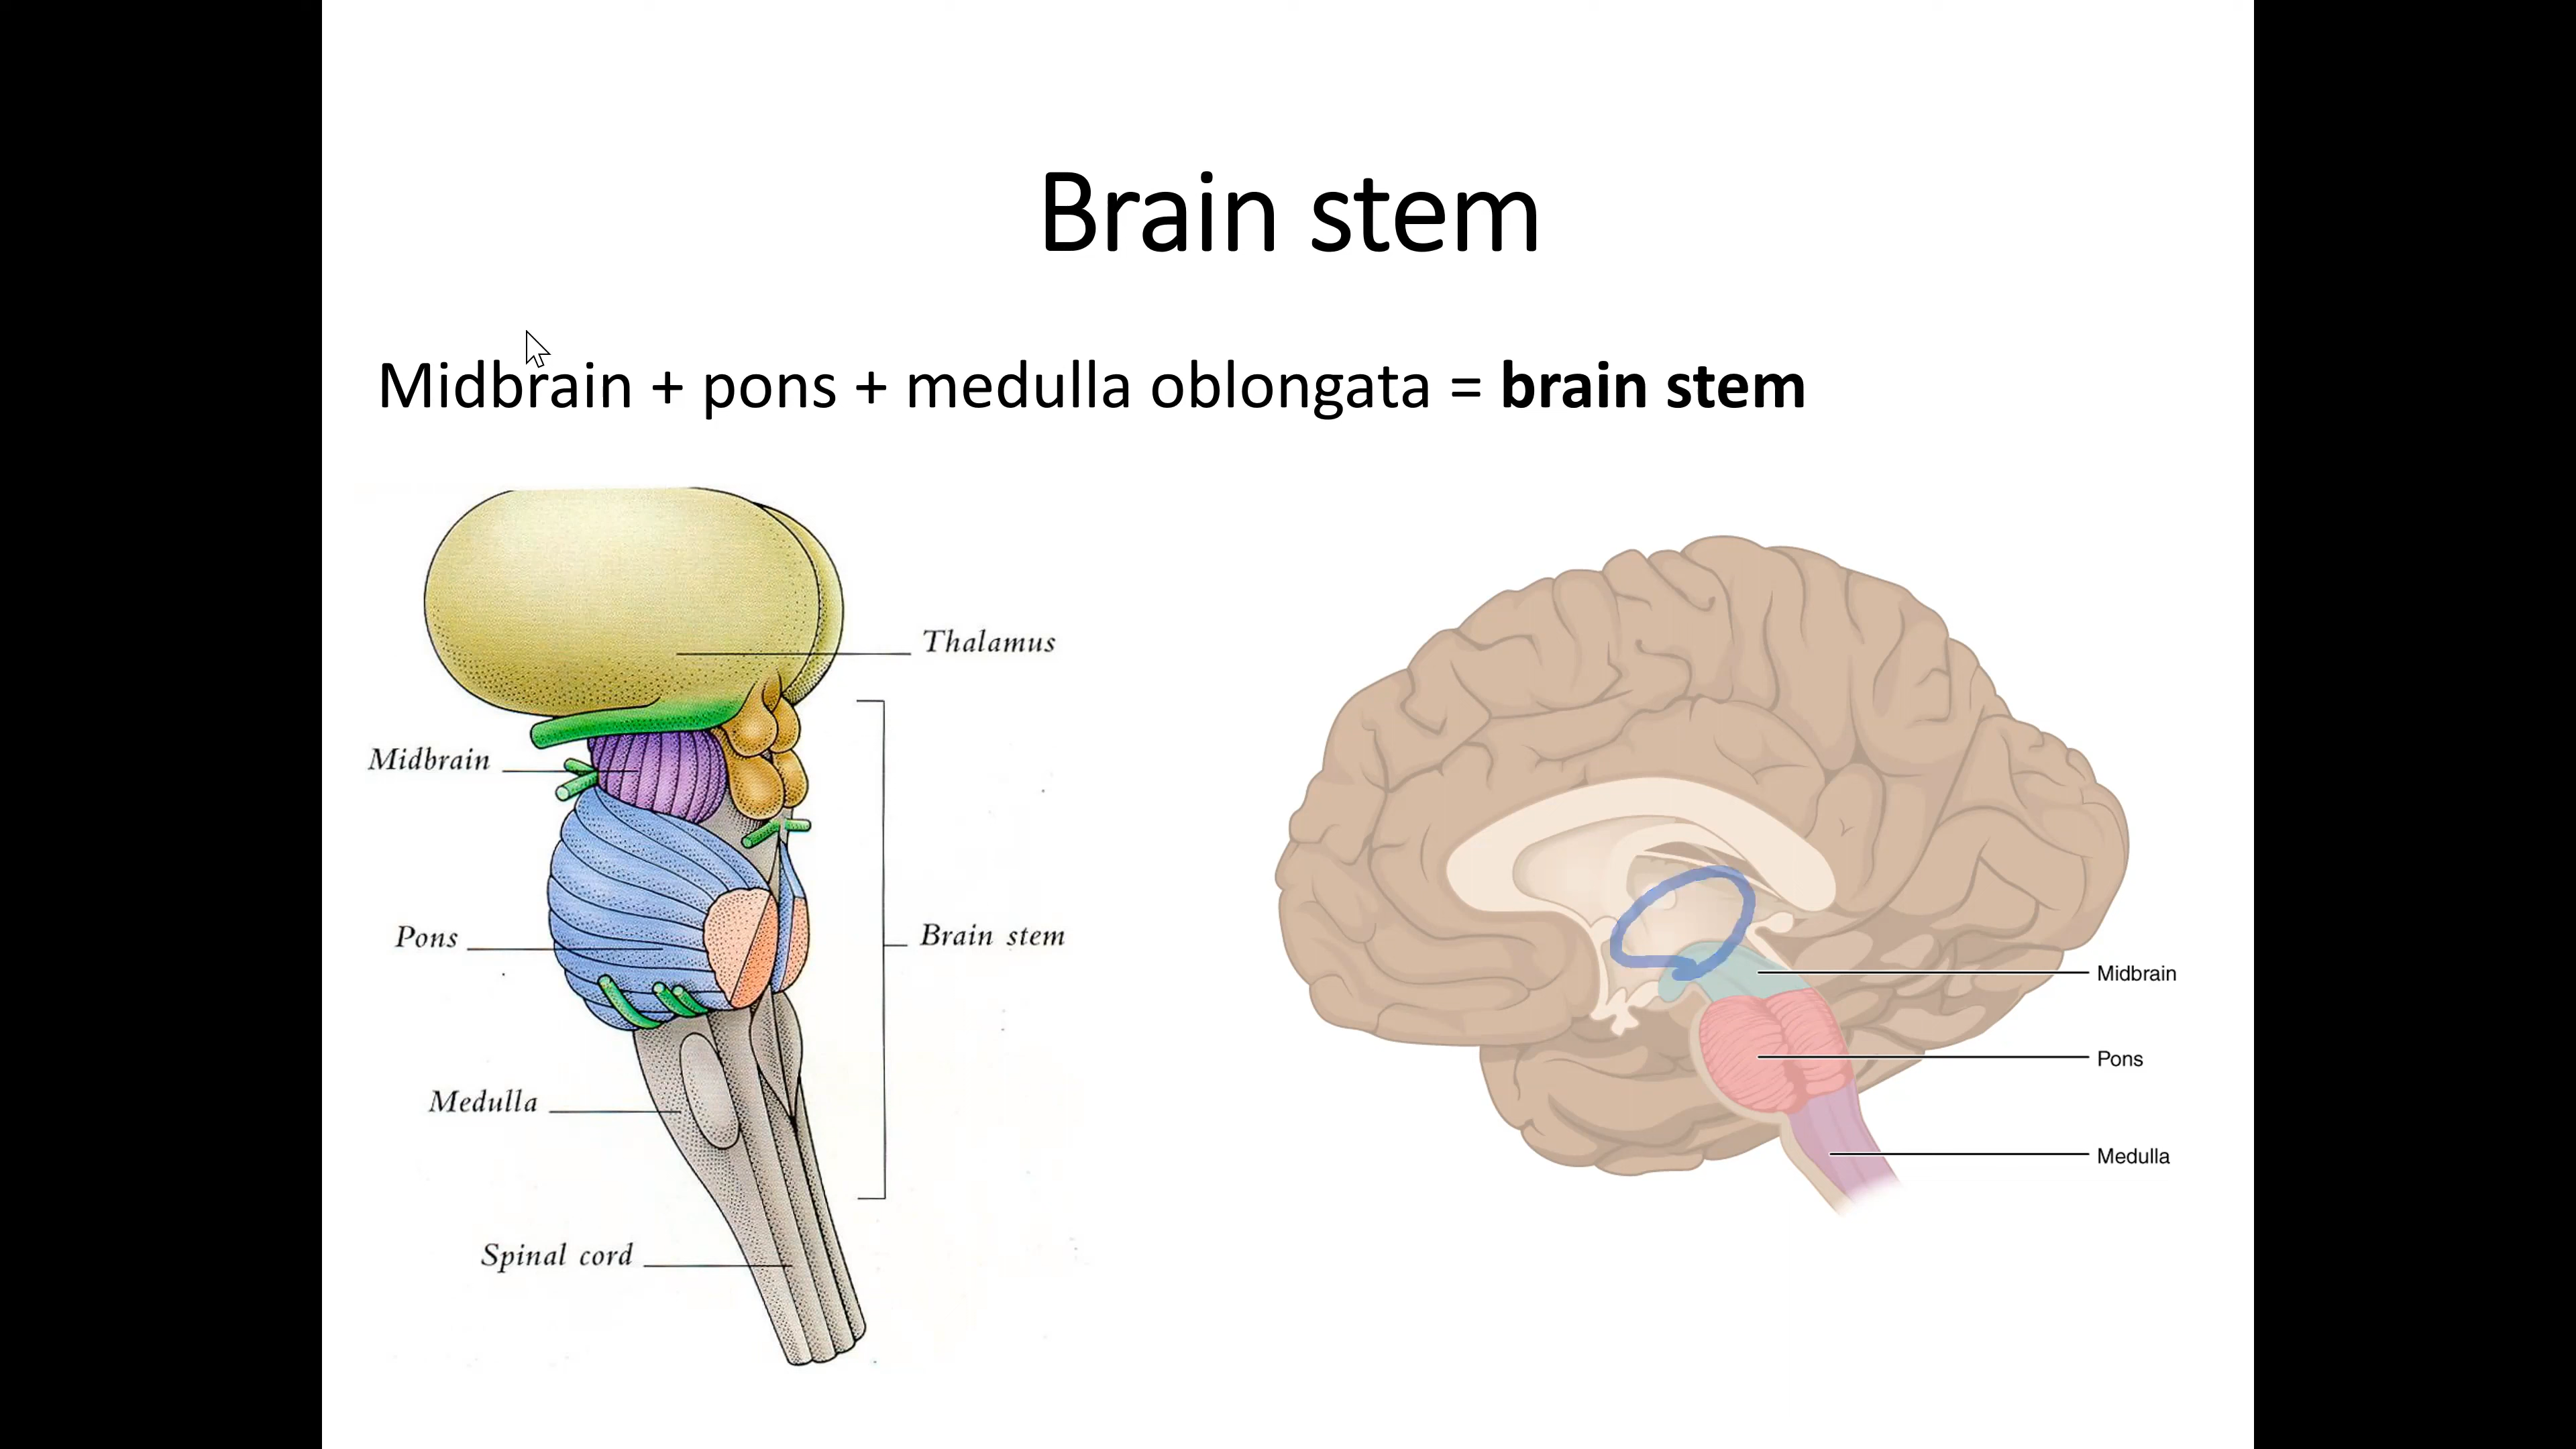 Brain stem
Midbrain + pons + medulla oblongata = brain stem
Thalamus
Midbrain
Pons
Brain stem
Medulla
Spinal cord
Midbrain
Pons
Medulla